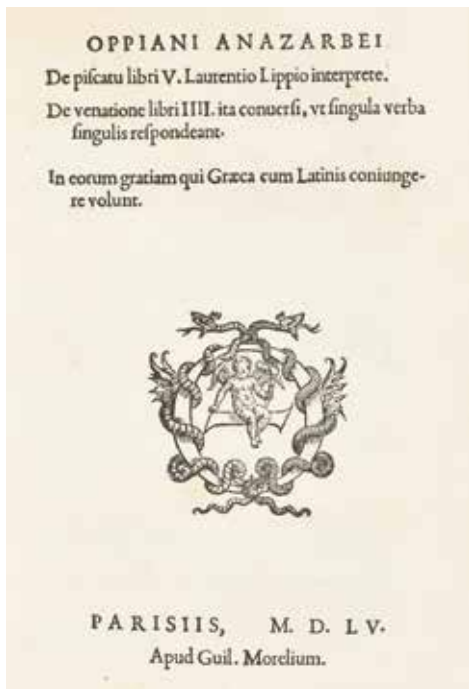 OPPIANI ANAZARBEI
De piſcatu libri V. Laurentio Lippio interprete.
De venatione libri IIII. ita conuerſi, vt ſingula verba
ſingulis reſpondeant.
In eorum gratiam qui Græca cum Latinis coniunge-
re volunt.
PARISIIS, M. D. LV.
Apud Guil. Morelium.